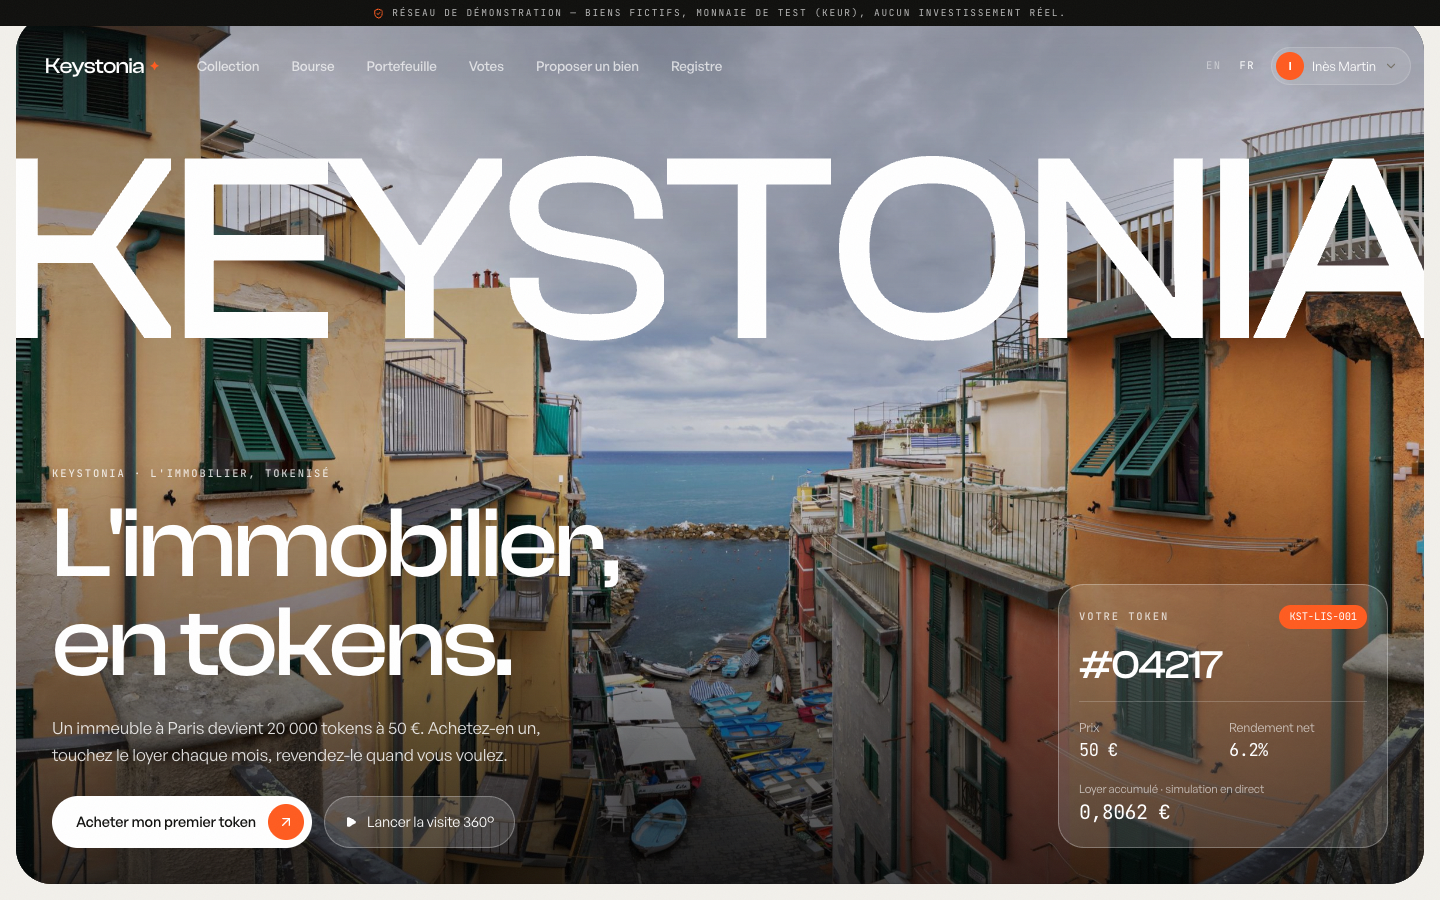 RÉSEAU DE DÉMONSTRATION — BIENS FICTIFS, MONNAIE DE TEST (KEUR), AUCUN INVESTISSEMENT RÉEL.
Keystonia Collection Bourse Portefeuille Votes Proposer un bien Registre EN FR I Inès Martin
KEYSTONIA
KEYSTONIA · L'IMMOBILIER, TOKENISÉ
L'immobilier,
en tokens.
Un immeuble à Paris devient 20 000 tokens à 50 €. Achetez-en un,
touchez le loyer chaque mois, revendez-le quand vous voulez.
Acheter mon premier token
Lancer la visite 360°
VOTRE TOKEN KST-LIS-001
#04217
Prix Rendement net
50 € 6.2%
Loyer accumulé · simulation en direct
0,8062 €